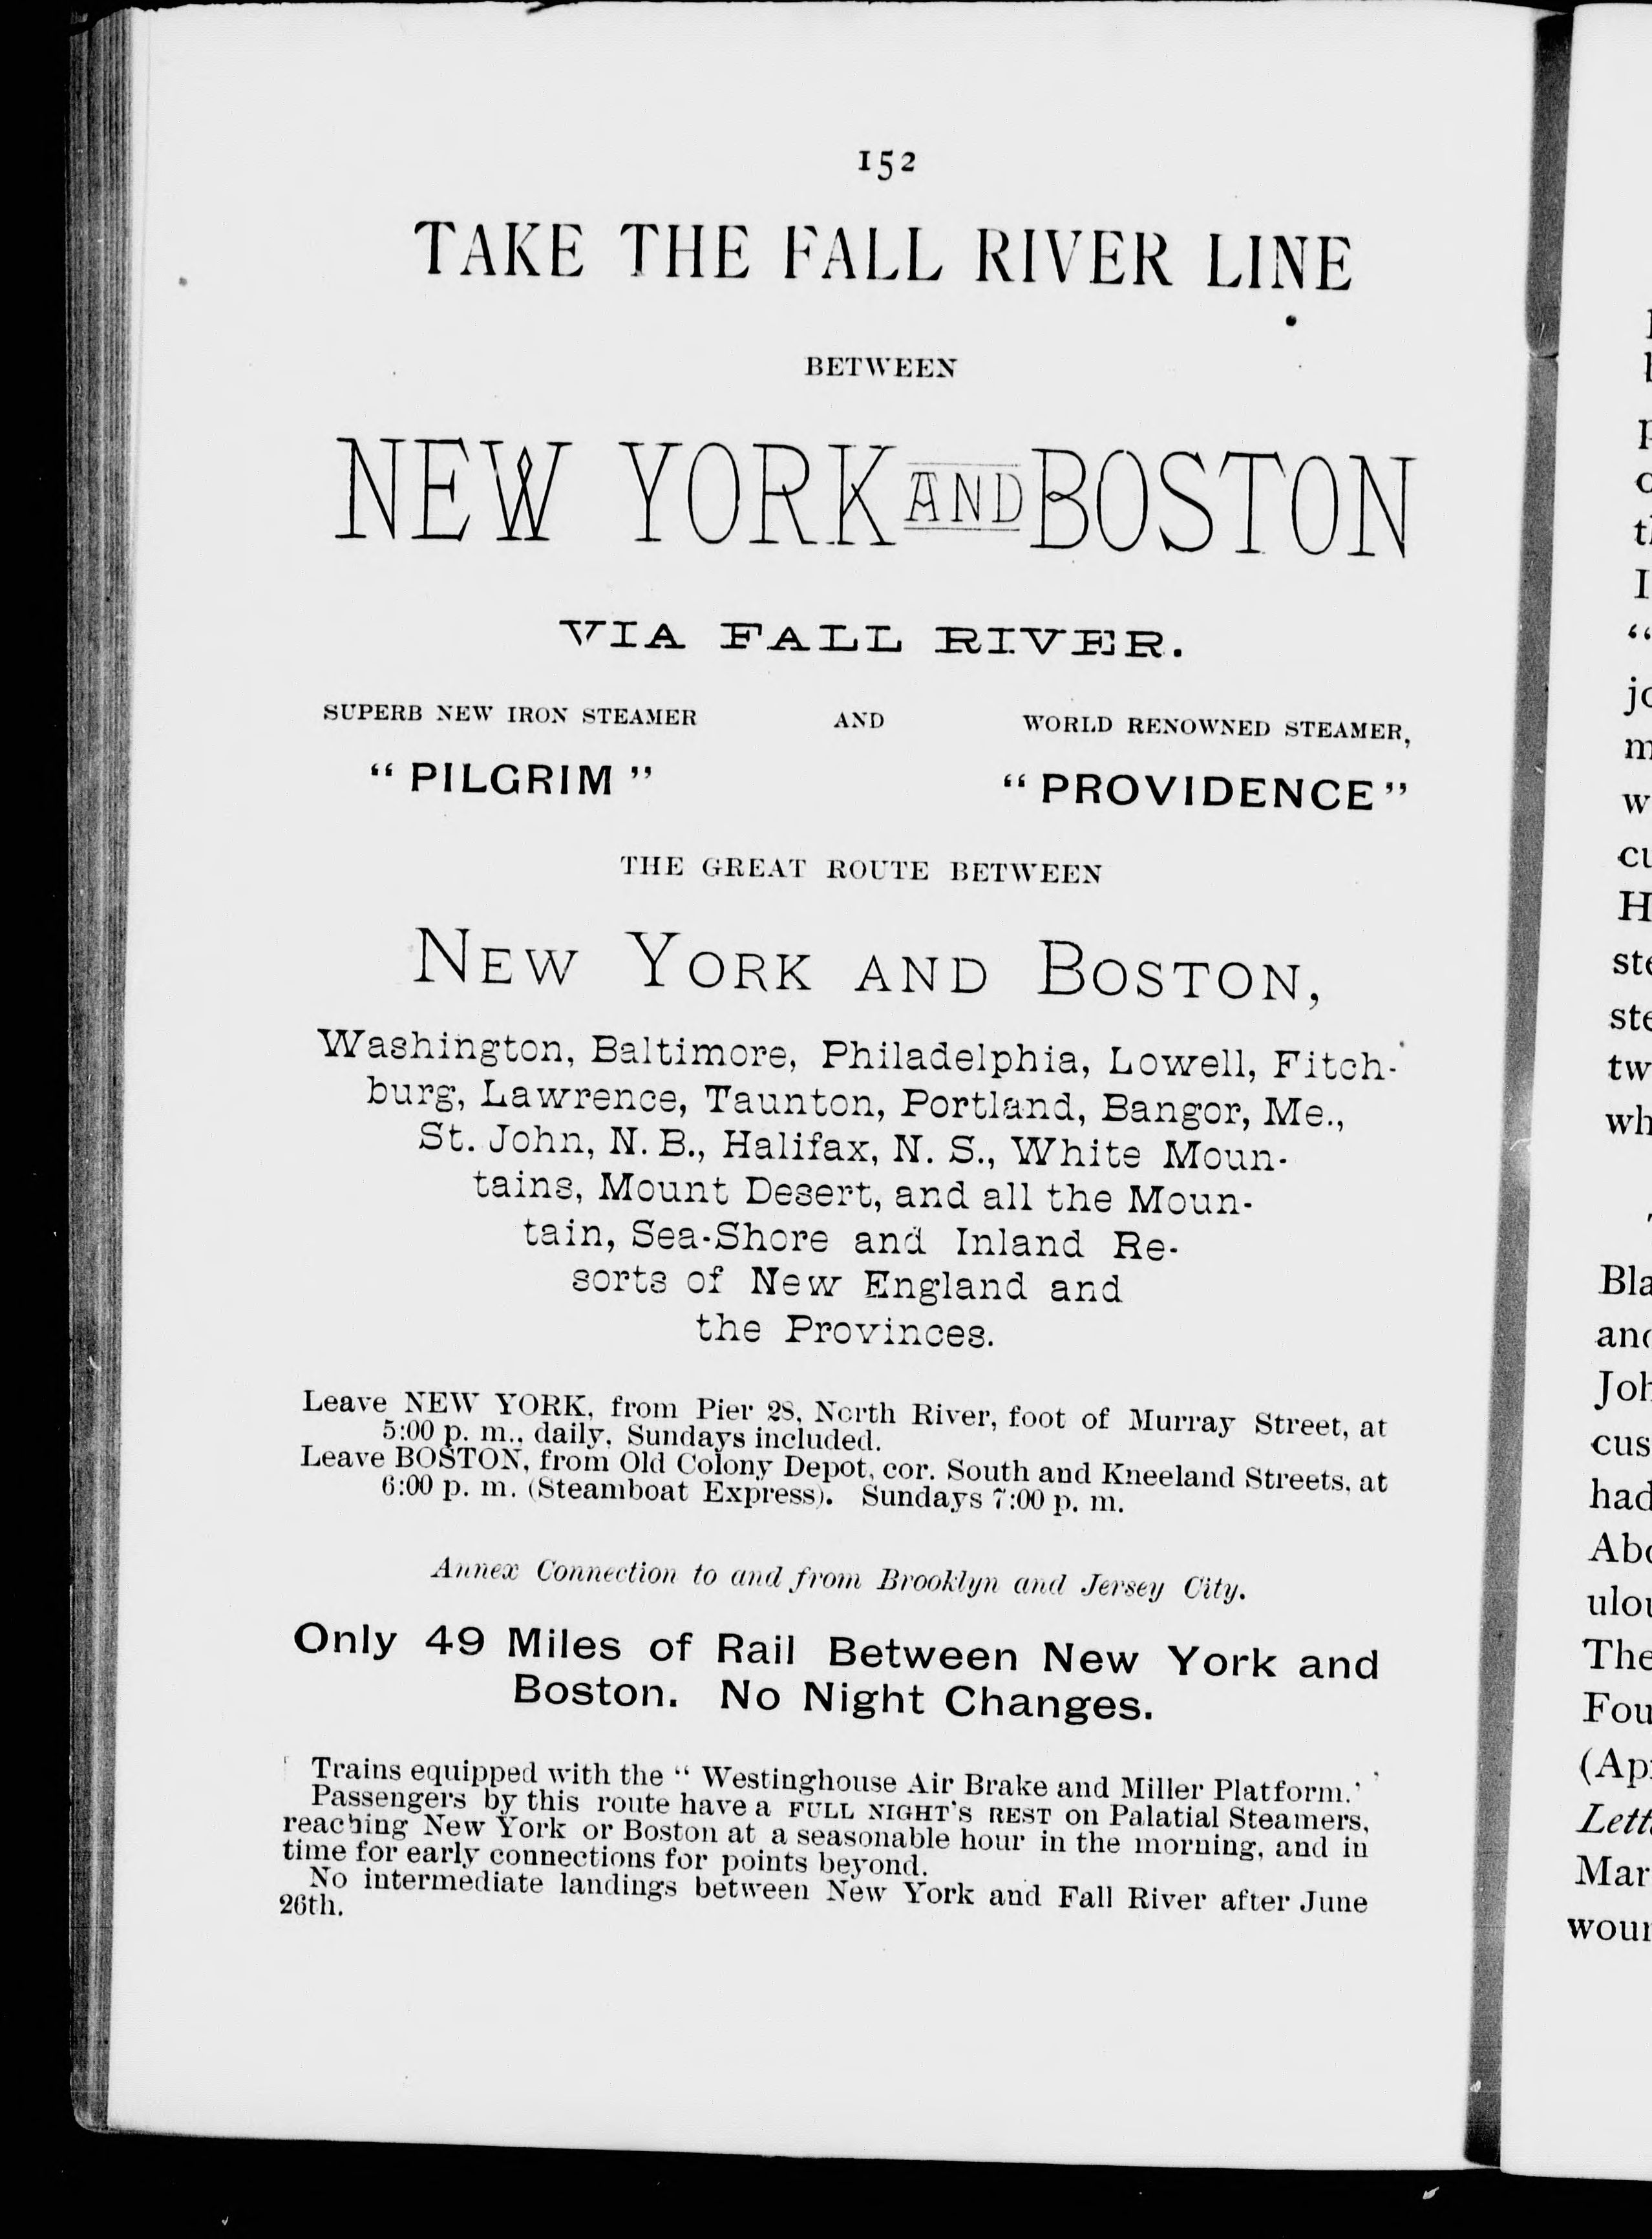 152
TAKE THE FALL RIVER LINE
BETWEEN
NEW YORK AND BOSTON
VIA FALL RIVER.
SUPERB NEW IRON STEAMER AND WORLD RENOWNED STEAMER,
“ PILGRIM ” “ PROVIDENCE ”
THE GREAT ROUTE BETWEEN
NEW YORK AND BOSTON,
Washington, Baltimore, Philadelphia, Lowell, Fitch-
burg, Lawrence, Taunton, Portland, Bangor, Me.,
St. John, N. B., Halifax, N. S., White Moun-
tains, Mount Desert, and all the Moun-
tain, Sea-Shore and Inland Re-
sorts of New England and
the Provinces.
Leave NEW YORK, from Pier 28, North River, foot of Murray Street, at
5:00 p. m., daily, Sundays included.
Leave BOSTON, from Old Colony Depot, cor. South and Kneeland Streets, at
6:00 p. m. (Steamboat Express). Sundays 7:00 p. m.
Annex Connection to and from Brooklyn and Jersey City.
Only 49 Miles of Rail Between New York and
Boston. No Night Changes.
Trains equipped with the “ Westinghouse Air Brake and Miller Platform.’ ’
Passengers by this route have a FULL NIGHT'S REST on Palatial Steamers,
reaching New York or Boston at a seasonable hour in the morning, and in
time for early connections for points beyond.
No intermediate landings between New York and Fall River after June
26th.